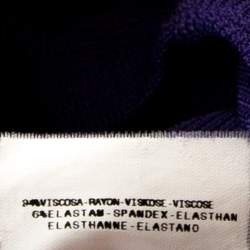 94%VISCOSA-RAYON-VISKOSE-VISCOSE
6%ELASTAN-SPANDEX-ELASTHAN
ELASTHANNE-ELASTANO